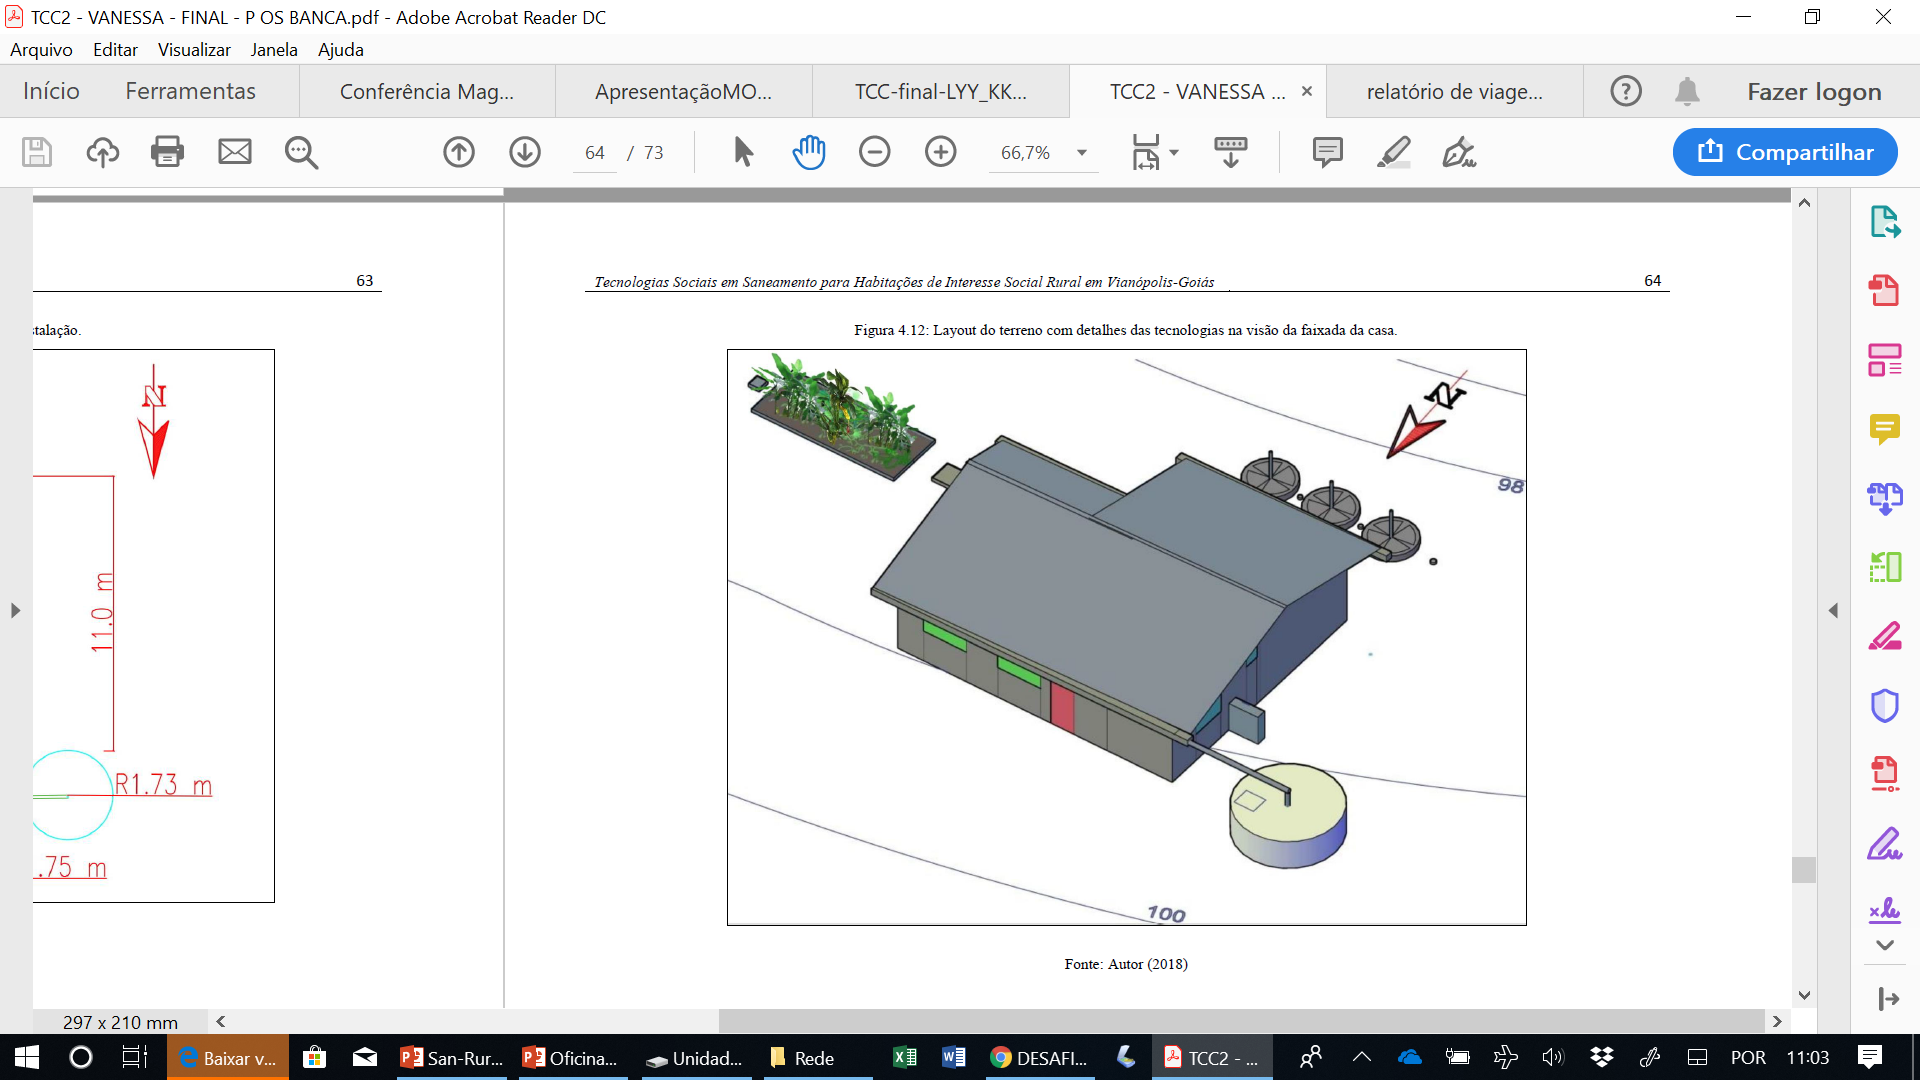 TCC2 - VANESSA - FINAL - P OS BANCA.pdf - Adobe Acrobat Reader DC
Arquivo Editar Visualizar Janela Ajuda
Início Ferramentas Conferência Mag... ApresentaçãoMO... TCC-final-LYY_KK... TCC2 - VANESSA ... relatório de viage... Fazer logon
64 / 73 66,7% Compartilhar
63
stalação.
N
11.0 m
R1.73 m
.75 m
Tecnologias Sociais em Saneamento para Habitações de Interesse Social Rural em Vianópolis-Goiás 64
Figura 4.12: Layout do terreno com detalhes das tecnologias na visão da faixada da casa.
N
98
100
Fonte: Autor (2018)
297 x 210 mm
Baixar v... San-Rur... Oficina... Unidad... Rede DESAFI... TCC2 - ... POR 11:03